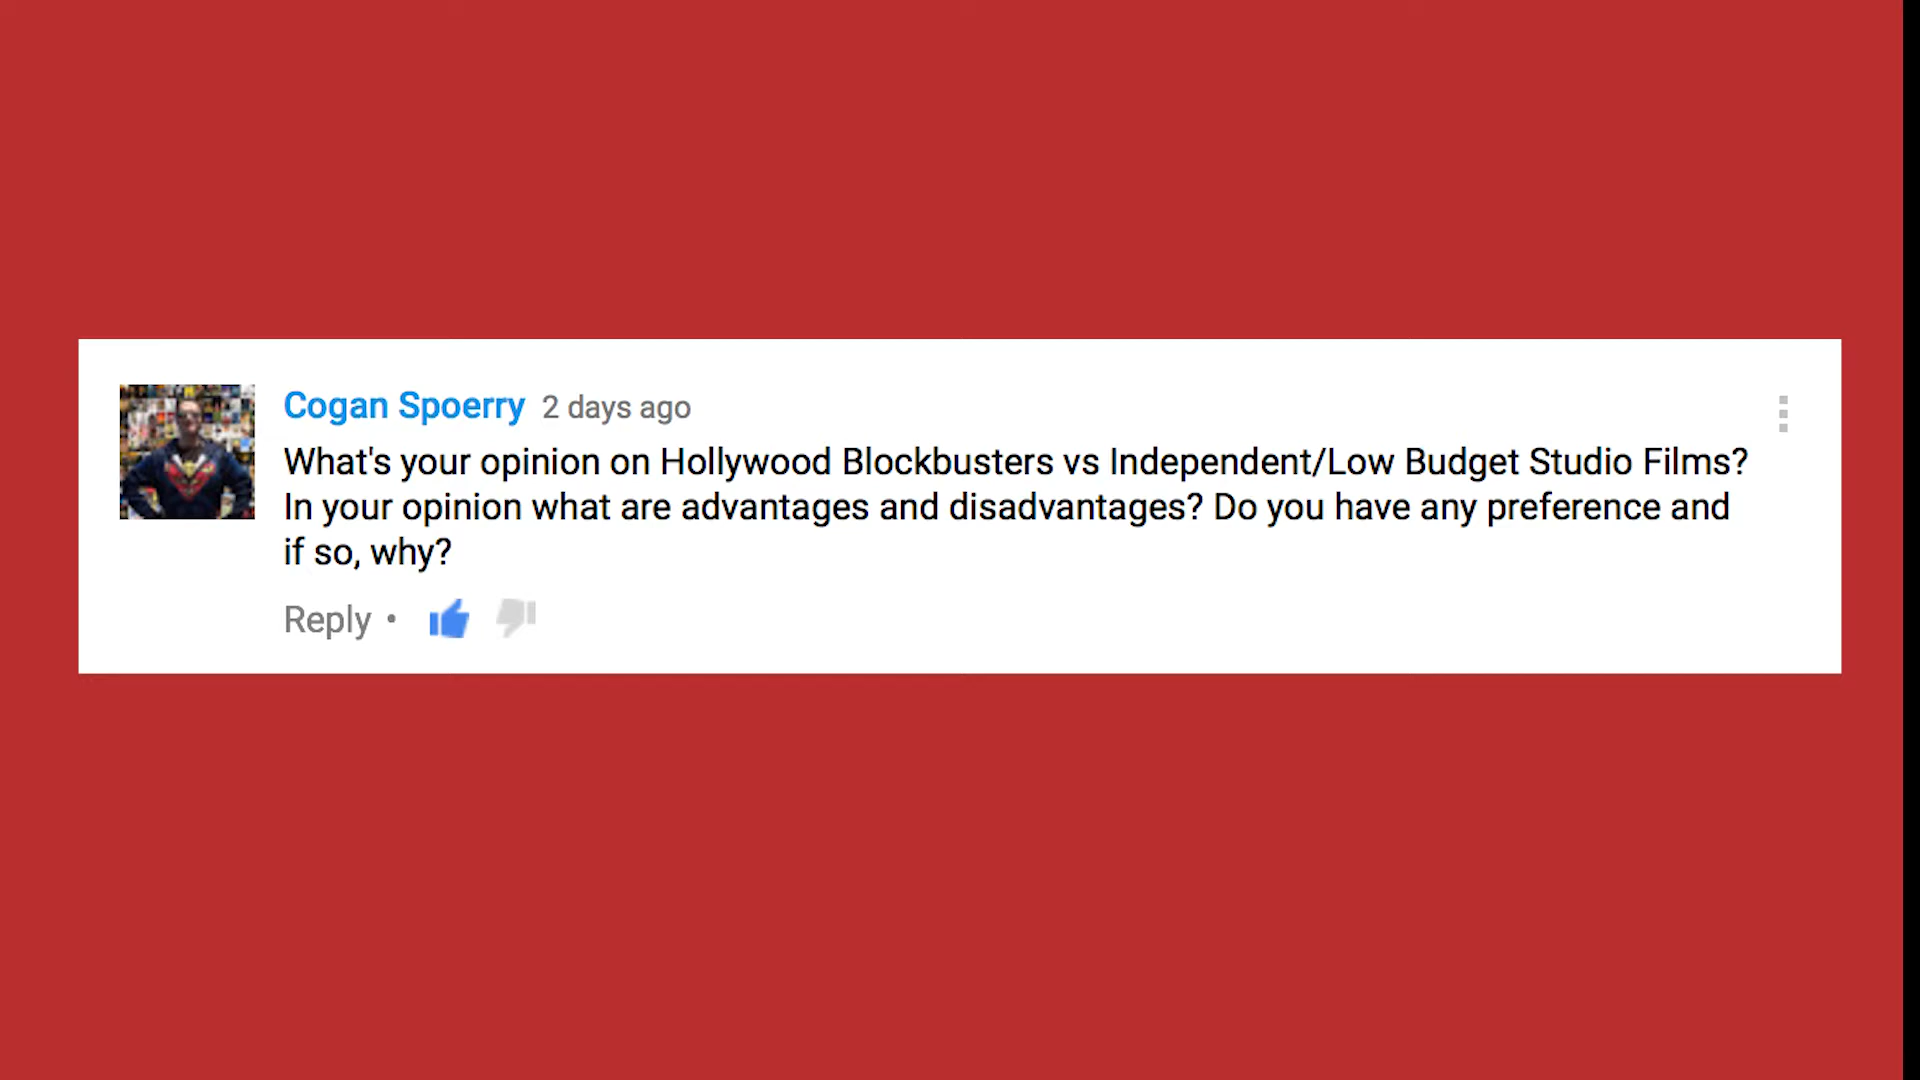 Cogan Spoerry 2 days ago
What's your opinion on Hollywood Blockbusters vs Independent/Low Budget Studio Films?
In your opinion what are advantages and disadvantages? Do you have any preference and
if so, why?
Reply •